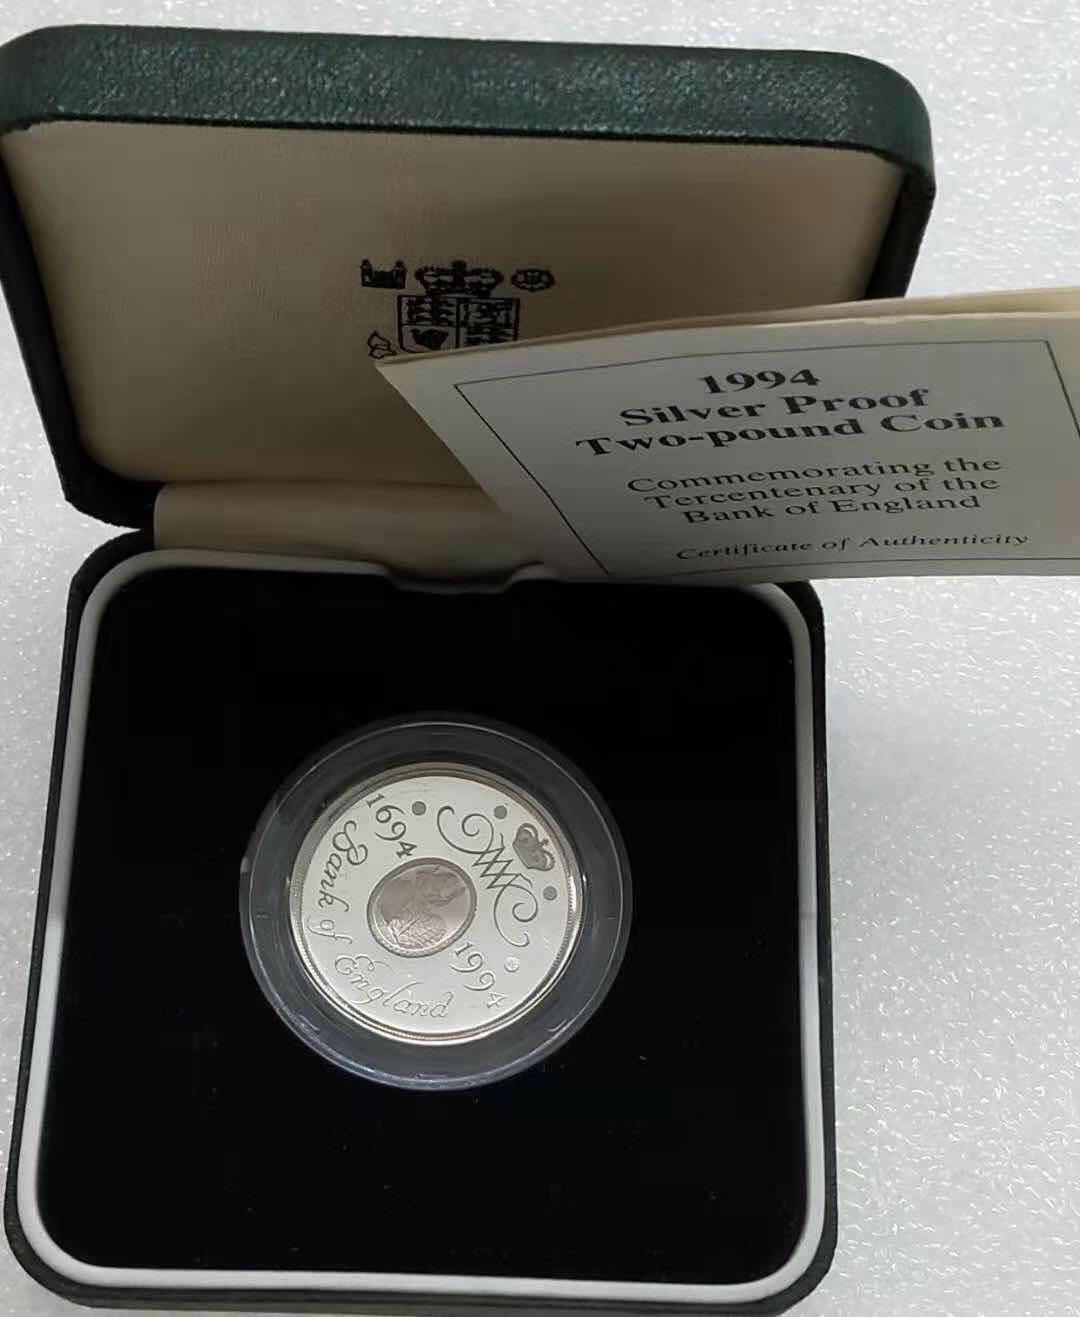 1994
Silver Proof
Two-pound Coin
Commemorating the
Tercentenary of the
Bank of England
Certificate of Authenticity
1694
Bank of England
1994